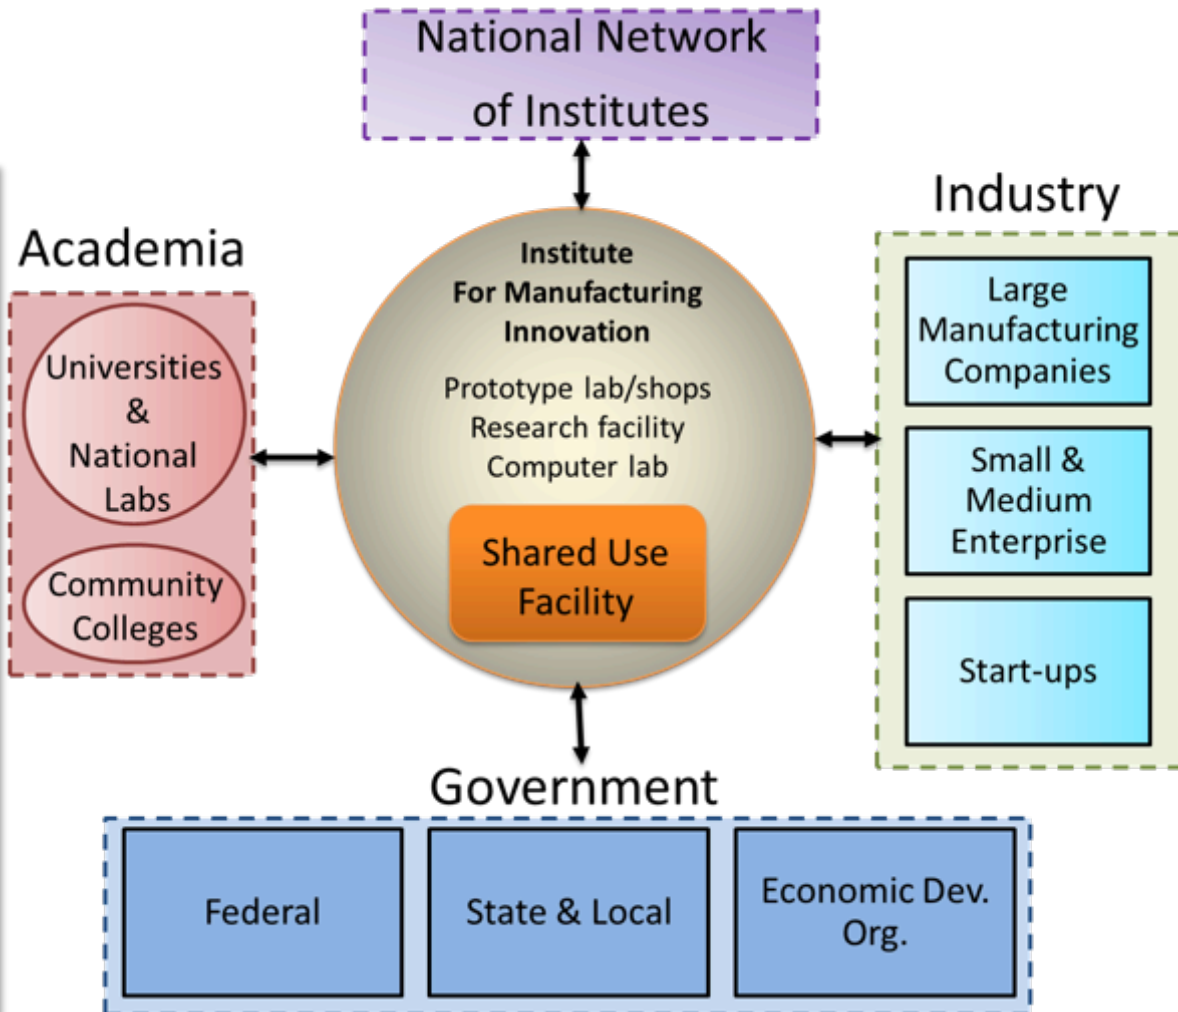 National Network
of Institutes
Academia
Universities
&
National
Labs
Community
Colleges
Institute
For Manufacturing
Innovation
Prototype lab/shops
Research facility
Computer lab
Shared Use
Facility
Industry
Large
Manufacturing
Companies
Small &
Medium
Enterprise
Start-ups
Government
Federal
State & Local
Economic Dev.
Org.